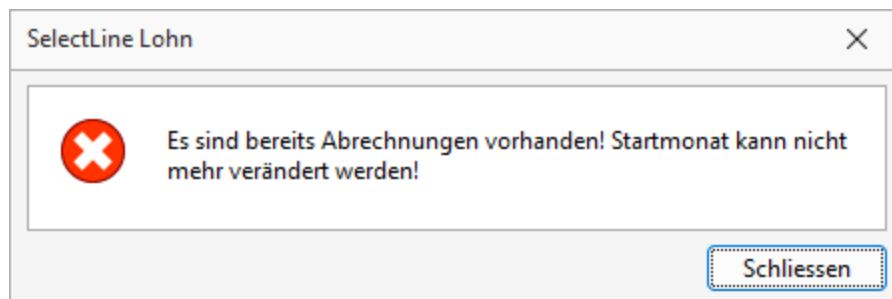 SelectLine Lohn
Es sind bereits Abrechnungen vorhanden! Startmonat kann nicht
mehr verändert werden!
Schliessen